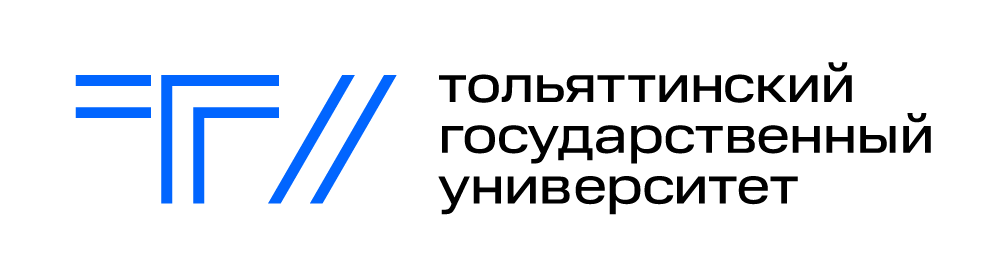 тольяттинский
государственный
университет